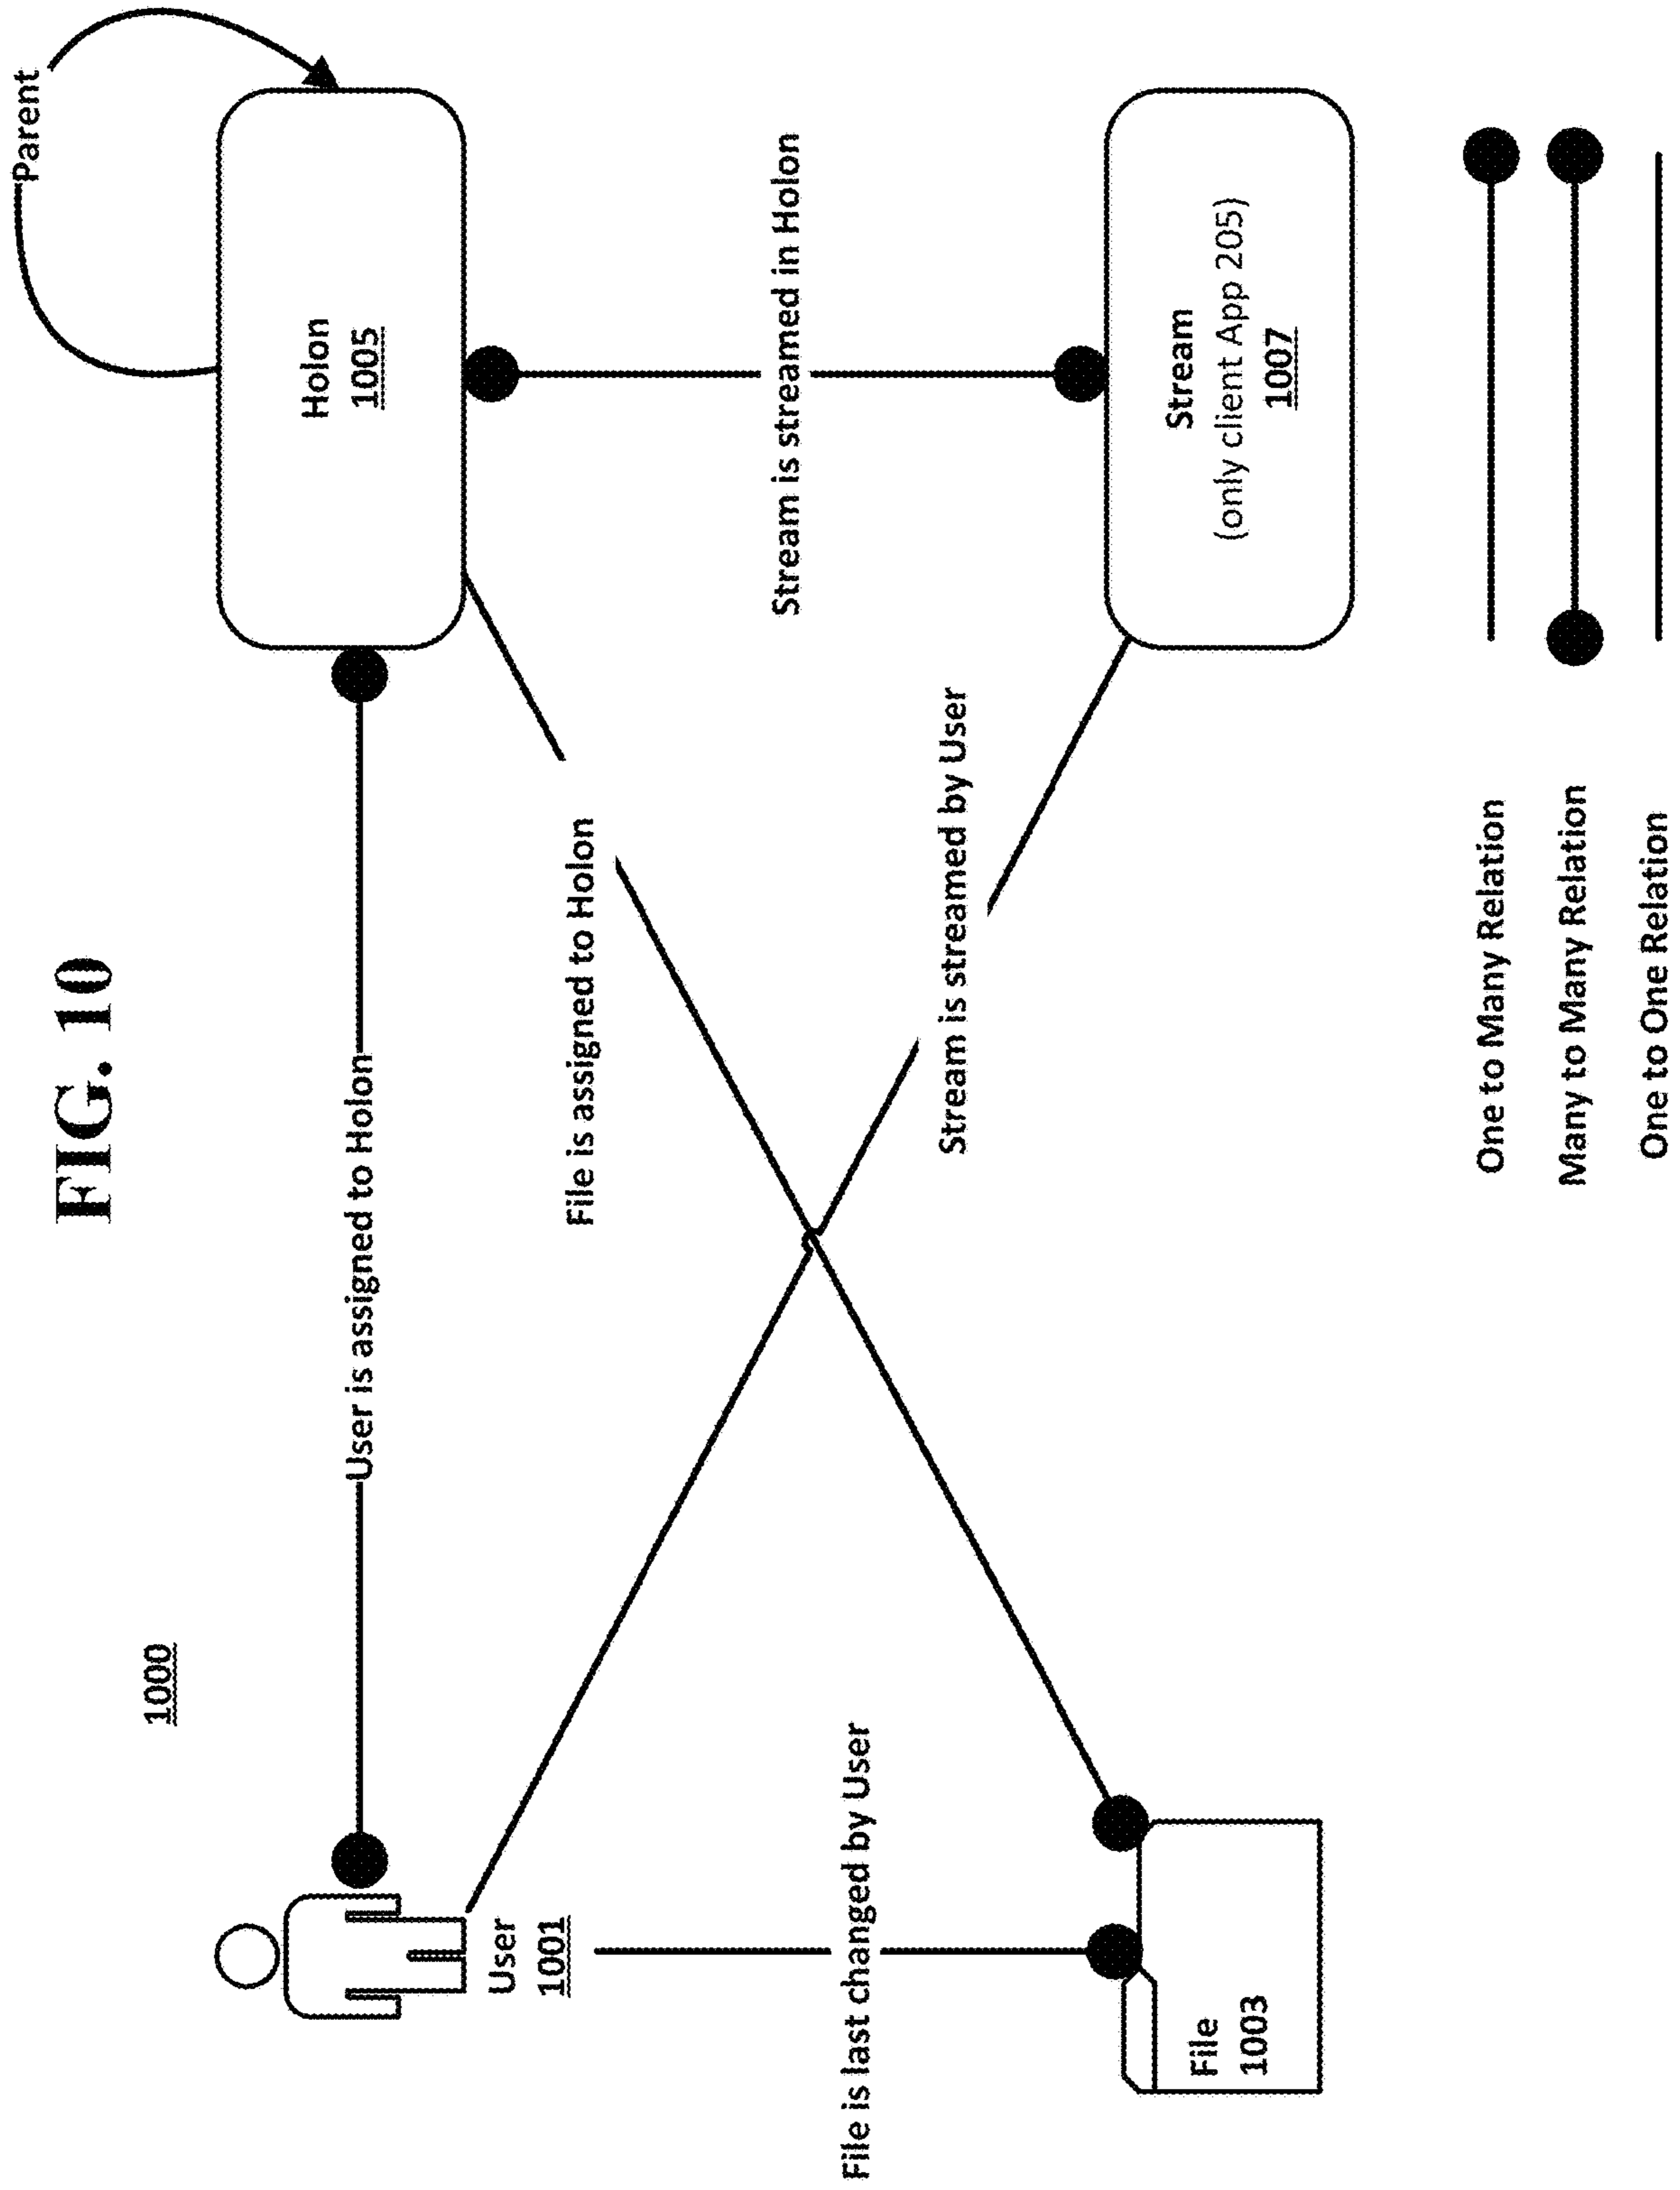 FIG. 10
1000
Parent
User
1001
User is assigned to Holon
Holon
1005
File is assigned to Holon
File is last changed by User
Stream is streamed in Holon
Stream is streamed by User
File
1003
Stream
(only client App 205)
1007
One to Many Relation
Many to Many Relation
One to One Relation